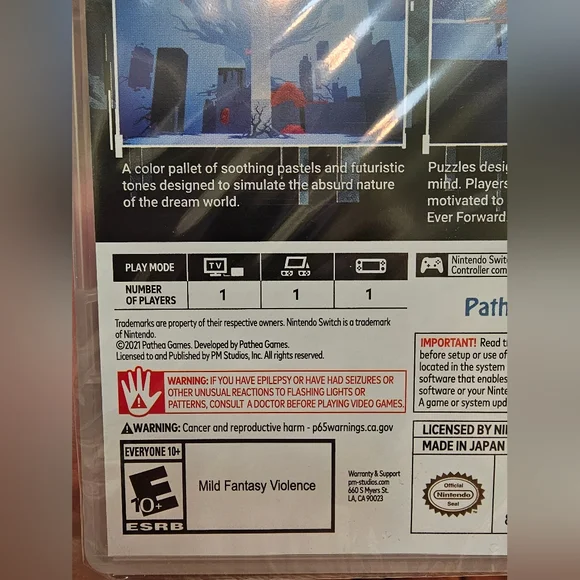 A color pallet of soothing pastels and futuristic
tones designed to simulate the absurd nature
of the dream world.
Puzzles desi
mind. Players
motivated to
Ever Forward
PLAY MODE
TV
NUMBER
OF PLAYERS
1
1
1
Nintendo Switc
Controller com
Trademarks are property of their respective owners. Nintendo Switch is a trademark
of Nintendo.
©2021 Pathea Games. Developed by Pathea Games.
Licensed to and Published by PM Studios, Inc. All rights reserved.
Path
WARNING: IF YOU HAVE EPILEPSY OR HAVE HAD SEIZURES OR
OTHER UNUSUAL REACTIONS TO FLASHING LIGHTS OR
PATTERNS, CONSULT A DOCTOR BEFORE PLAYING VIDEO GAMES.
WARNING: Cancer and reproductive harm - p65warnings.ca.gov
IMPORTANT! Read t
before setup or use of
located in the system
software that enables
software or your Ninte
A game or system upd
LICENSED BY NI
MADE IN JAPAN
EVERYONE 10+
E
10+
ESRB
Mild Fantasy Violence
Warranty & Support
pm-studios.com
660 S Myers St.
LA, CA 90023
Official
Nintendo
Seal